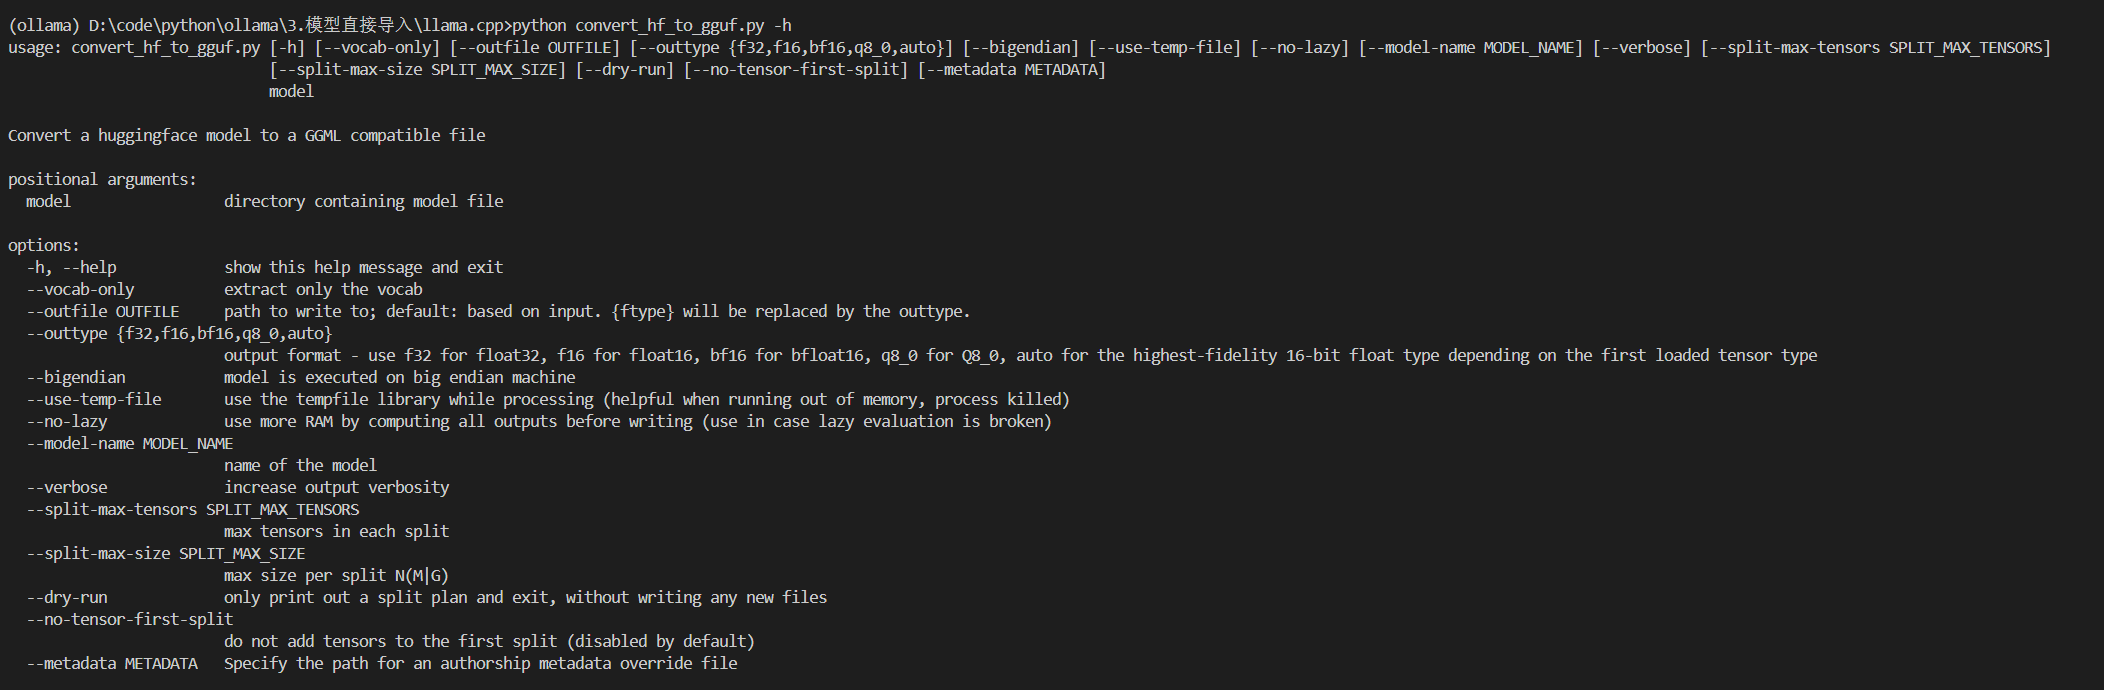 (ollama) D:\code\python\ollama\3.模型直接导入\llama.cpp>python convert_hf_to_gguf.py -h
usage: convert_hf_to_gguf.py [-h] [--vocab-only] [--outfile OUTFILE] [--outtype {f32,f16,bf16,q8_0,auto}] [--bigendian] [--use-temp-file] [--no-lazy] [--model-name MODEL_NAME] [--verbose] [--split-max-tensors SPLIT_MAX_TENSORS]
[--split-max-size SPLIT_MAX_SIZE] [--dry-run] [--no-tensor-first-split] [--metadata METADATA]
model
Convert a huggingface model to a GGML compatible file
positional arguments:
model directory containing model file
options:
-h, --help show this help message and exit
--vocab-only extract only the vocab
--outfile OUTFILE path to write to; default: based on input. {ftype} will be replaced by the outtype.
--outtype {f32,f16,bf16,q8_0,auto}
output format - use f32 for float32, f16 for float16, bf16 for bfloat16, q8_0 for Q8_0, auto for the highest-fidelity 16-bit float type depending on the first loaded tensor type
--bigendian model is executed on big endian machine
--use-temp-file use the tempfile library while processing (helpful when running out of memory, process killed)
--no-lazy use more RAM by computing all outputs before writing (use in case lazy evaluation is broken)
--model-name MODEL_NAME
name of the model
--verbose increase output verbosity
--split-max-tensors SPLIT_MAX_TENSORS
max tensors in each split
--split-max-size SPLIT_MAX_SIZE
max size per split N(M|G)
--dry-run only print out a split plan and exit, without writing any new files
--no-tensor-first-split
do not add tensors to the first split (disabled by default)
--metadata METADATA Specify the path for an authorship metadata override file